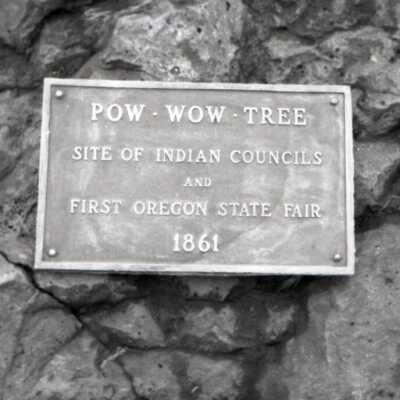 POW · WOW · TREE
SITE OF INDIAN COUNCILS
AND
FIRST OREGON STATE FAIR
1861